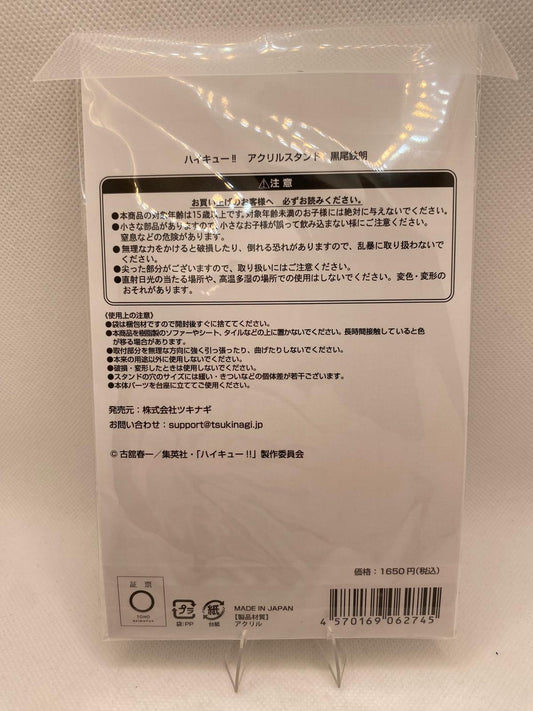 ハイキュー!!　アクリルスタンド　黒尾鉄朗
⚠注 意
お買い上げのお客様へ　必ずお読みください。
●本商品の対象年齢は15歳以上です。対象年齢未満のお子様には絶対に与えないでください。
●小さな部品がありますので、小さなお子様が誤って飲み込まない様にご注意ください。
窒息などの危険があります。
●無理な力をかけると破損したり、倒れる恐れがありますので、乱暴に取り扱わないで
ください。
●尖った部分がございますので、取り扱いにはご注意ください。
●直射日光の当たる場所や、高温多湿の場所での使用はしないでください。変色・変形の
おそれがあります。
〈使用上の注意〉
●袋は梱包材ですので開封後すぐに捨ててください。
●本商品を樹脂製のソファーやシート、タイルなどの上に置かないでください。長時間接触していると色
が移る場合があります。
●取付部分を無理な方向に強く引っ張ったり、曲げたりしないでください。
●本来の用途以外に使用しないでください。
●破損・変形したときは使用しないでください。
●スタンドの穴のサイズには緩い・きついなどの個体差が若干ございます。
●本体パーツを台座に立ててご使用ください。
発売元：株式会社ツキナギ
お問い合わせ：support@tsukinagi.jp
© 古舘春一／集英社・「ハイキュー!!」製作委員会
価格：1650円(税込)
証 票
TOHO
ANIMATION
プラ
袋:PP
紙
台紙
MADE IN JAPAN
【製品材質】
アクリル
4 570169 062745